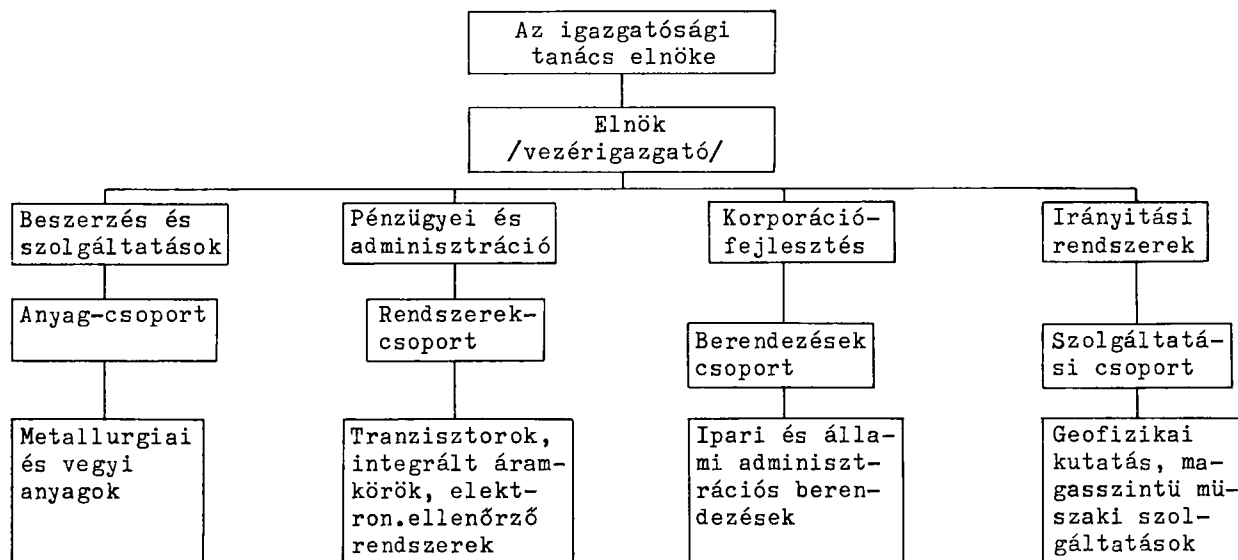 Az igazgatósági
tanács elnöke
Elnök
/vezérigazgató/
Beszerzés és
szolgáltatások
Pénzügyei és
adminisztráció
Korporáció-
fejlesztés
Irányitási
rendszerek
Anyag-csoport
Rendszerek-
csoport
Berendezések
csoport
Szolgáltatá-
si csoport
Metallurgiai
és vegyi
anyagok
Tranzisztorok,
integrált áram-
körök, elekt-
ron.ellenőrző
rendszerek
Ipari és álla-
mi adminiszt-
rációs beren-
dezések
Geofizikai
kutatás, ma-
gasszintü mü-
szaki szol-
gáltatások